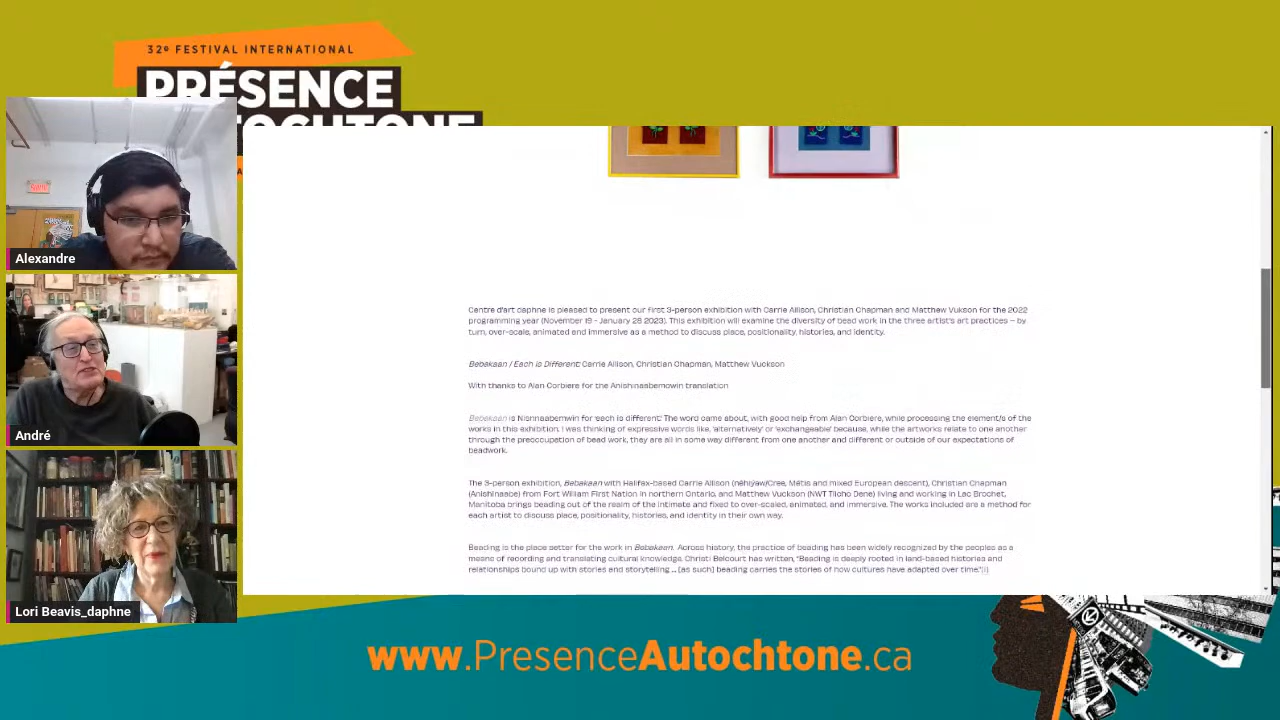 32e FESTIVAL INTERNATIONAL
PRÉSENCE
AUTOCHTONE
Alexandre
André
Lori Beavis_daphne
Centre d'art daphne is pleased to present our first 3-person exhibition with Carrie Allison, Christian Chapman and Matthew Vukson for the 2022
programming year (November 19 - January 28 2023). This exhibition will examine the diversity of bead work in the three artist's art practices – by
turn, over-scale, animated and immersive as a method to discuss place, positionality, histories, and identity.
Bebakaan / Each is Different: Carrie Allison, Christian Chapman, Matthew Vuckson
With thanks to Alan Corbiere for the Anishinaabemowin translation
Bebakaan is Nishnaabemwin for 'each is different.' The word came about, with good help from Alan Corbiere, while processing the element/s of the
works in this exhibition. I was thinking of expressive words like, 'alternatively' or 'exchangeable' because, while the artworks relate to one another
through the preoccupation of bead work, they are all in some way different from one another and different or outside of our expectations of
beadwork.
The 3-person exhibition, Bebakaan with Halifax-based Carrie Allison (nêhiyaw/Cree, Métis and mixed European descent), Christian Chapman
(Anishinaabe) from Fort William First Nation in northern Ontario, and Matthew Vuckson (NWT Tlicho Dene) living and working in Lac Brochet,
Manitoba brings beading out of the realm of the intimate and fixed to over-scaled, animated, and immersive. The works included are a method for
each artist to discuss place, positionality, histories, and identity in their own way.
Beading is the place setter for the work in Bebakaan. Across history, the practice of beading has been widely recognized by the peoples as a
means of recording and translating cultural knowledge. Christi Belcourt has written, "Beading is deeply rooted in land-based histories and
relationships bound up with stories and storytelling ... [as such] beading carries the stories of how cultures have adapted over time."[i]
www.PresenceAutochtone.ca